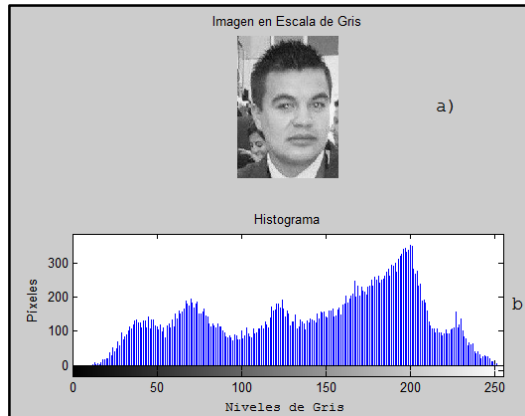 Imagen en Escala de Gris
a)
Histograma
300
200
100
0
Pixeles
0 50 100 150 200 250
Niveles de Gris
b